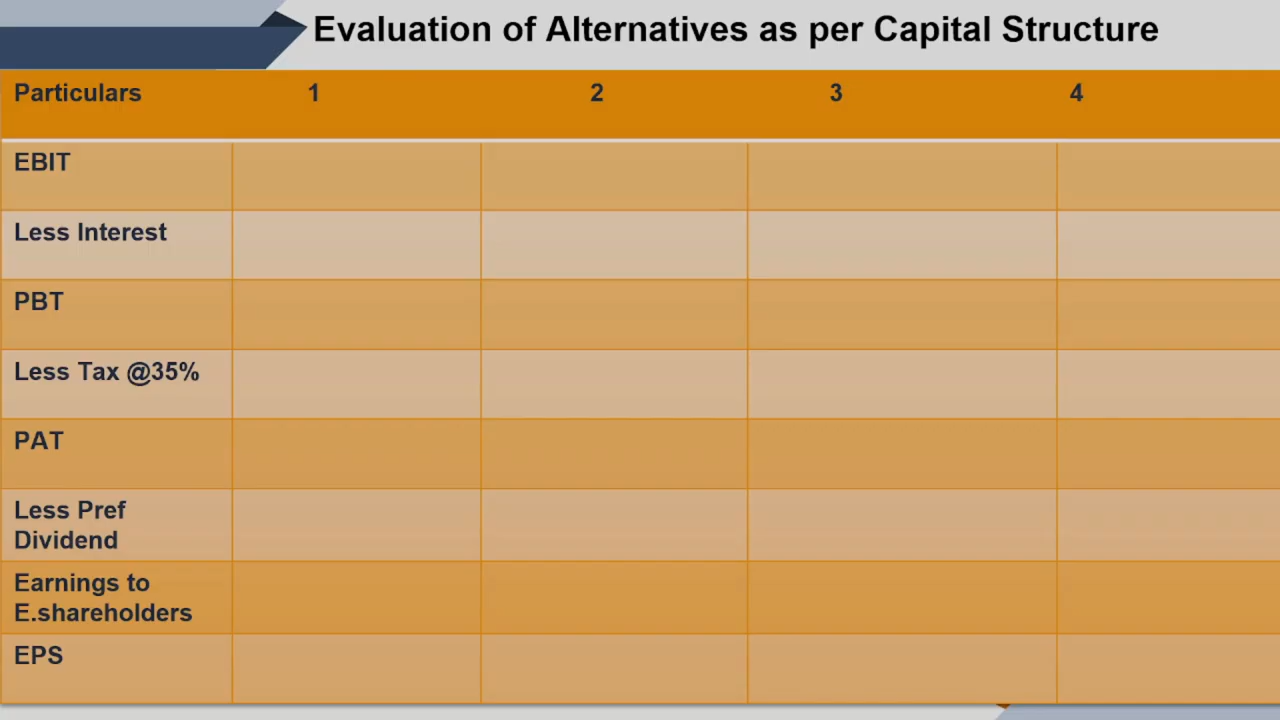 Evaluation of Alternatives as per Capital Structure
Particulars 1 2 3 4
EBIT
Less Interest
PBT
Less Tax @35%
PAT
Less Pref
Dividend
Earnings to
E.shareholders
EPS